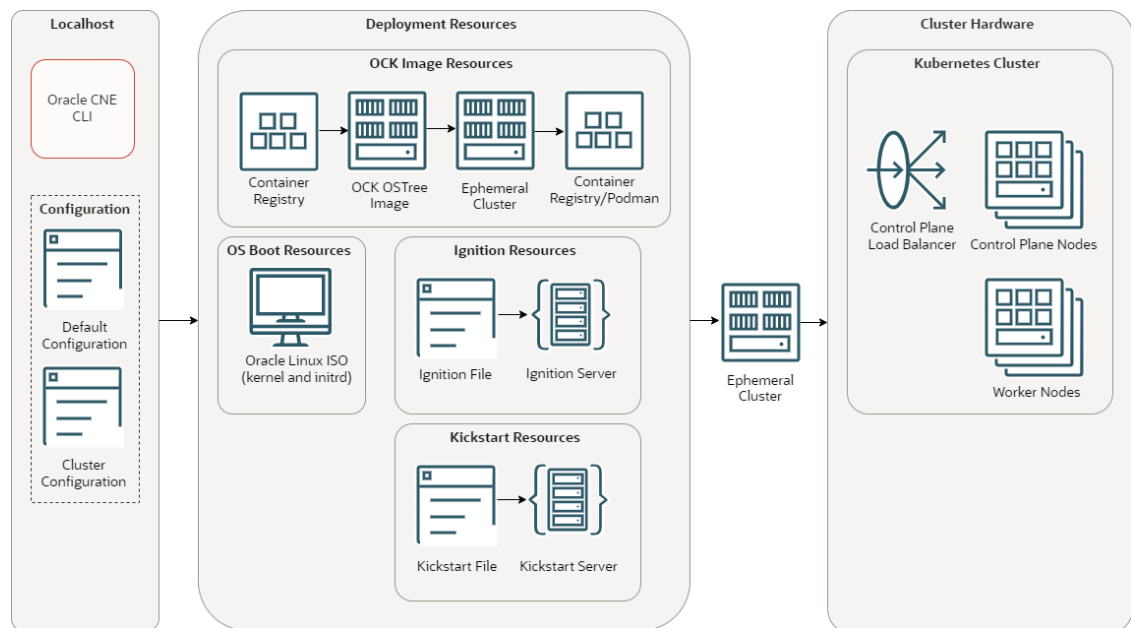 Localhost
Oracle CNE
CLI
Configuration
Default
Configuration
Cluster
Configuration
Deployment Resources
OCK Image Resources
Container
Registry
OCK OSTree
Image
Ephemeral
Cluster
Container
Registry/Podman
OS Boot Resources
Oracle Linux ISO
(kernel and initrd)
Ignition Resources
Ignition File
Ignition Server
Kickstart Resources
Kickstart File
Kickstart Server
Ephemeral
Cluster
Cluster Hardware
Kubernetes Cluster
Control Plane
Load Balancer
Control Plane Nodes
Worker Nodes